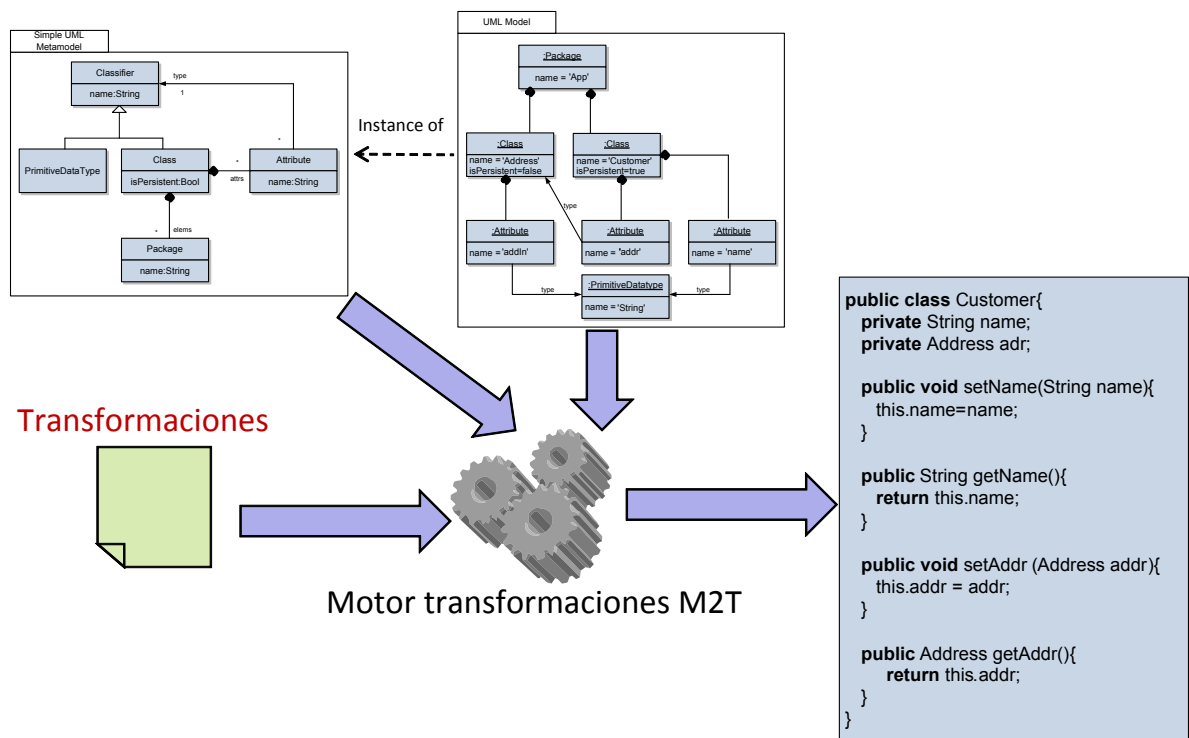 Simple UML
Metamodel
Classifier
name:String
type
1
*
PrimitiveDataType
Class
isPersistent:Bool
*
attrs
Attribute
name:String
*
elems
Package
name:String
Instance of
UML Model
:Package
name = 'App'
:Class
name = 'Address'
isPersistent=false
:Class
name = 'Customer'
isPersistent=true
type
:Attribute
name = 'addln'
:Attribute
name = 'addr'
:Attribute
name = 'name'
type
type
:PrimitiveDatatype
name = 'String'
Transformaciones
Motor transformaciones M2T
public class Customer{
private String name;
private Address adr;
public void setName(String name){
this.name=name;
}
public String getName(){
return this.name;
}
public void setAddr (Address addr){
this.addr = addr;
}
public Address getAddr(){
return this.addr;
}
}